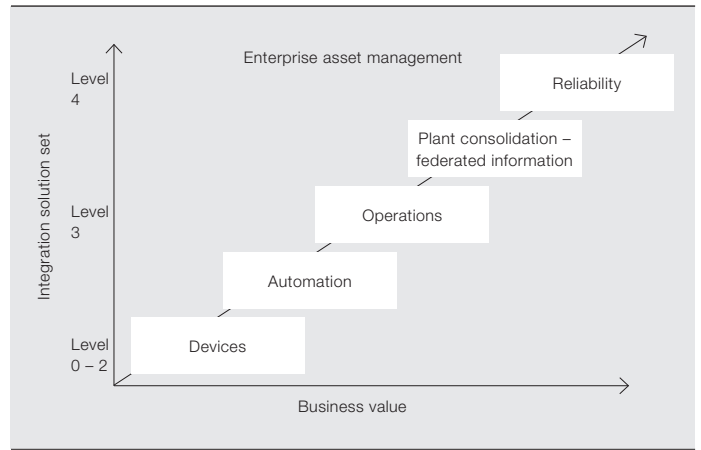 Enterprise asset management
Level
4
Reliability
Plant consolidation –
federated information
Integration solution set
Level
3
Operations
Automation
Level
0 – 2
Devices
Business value